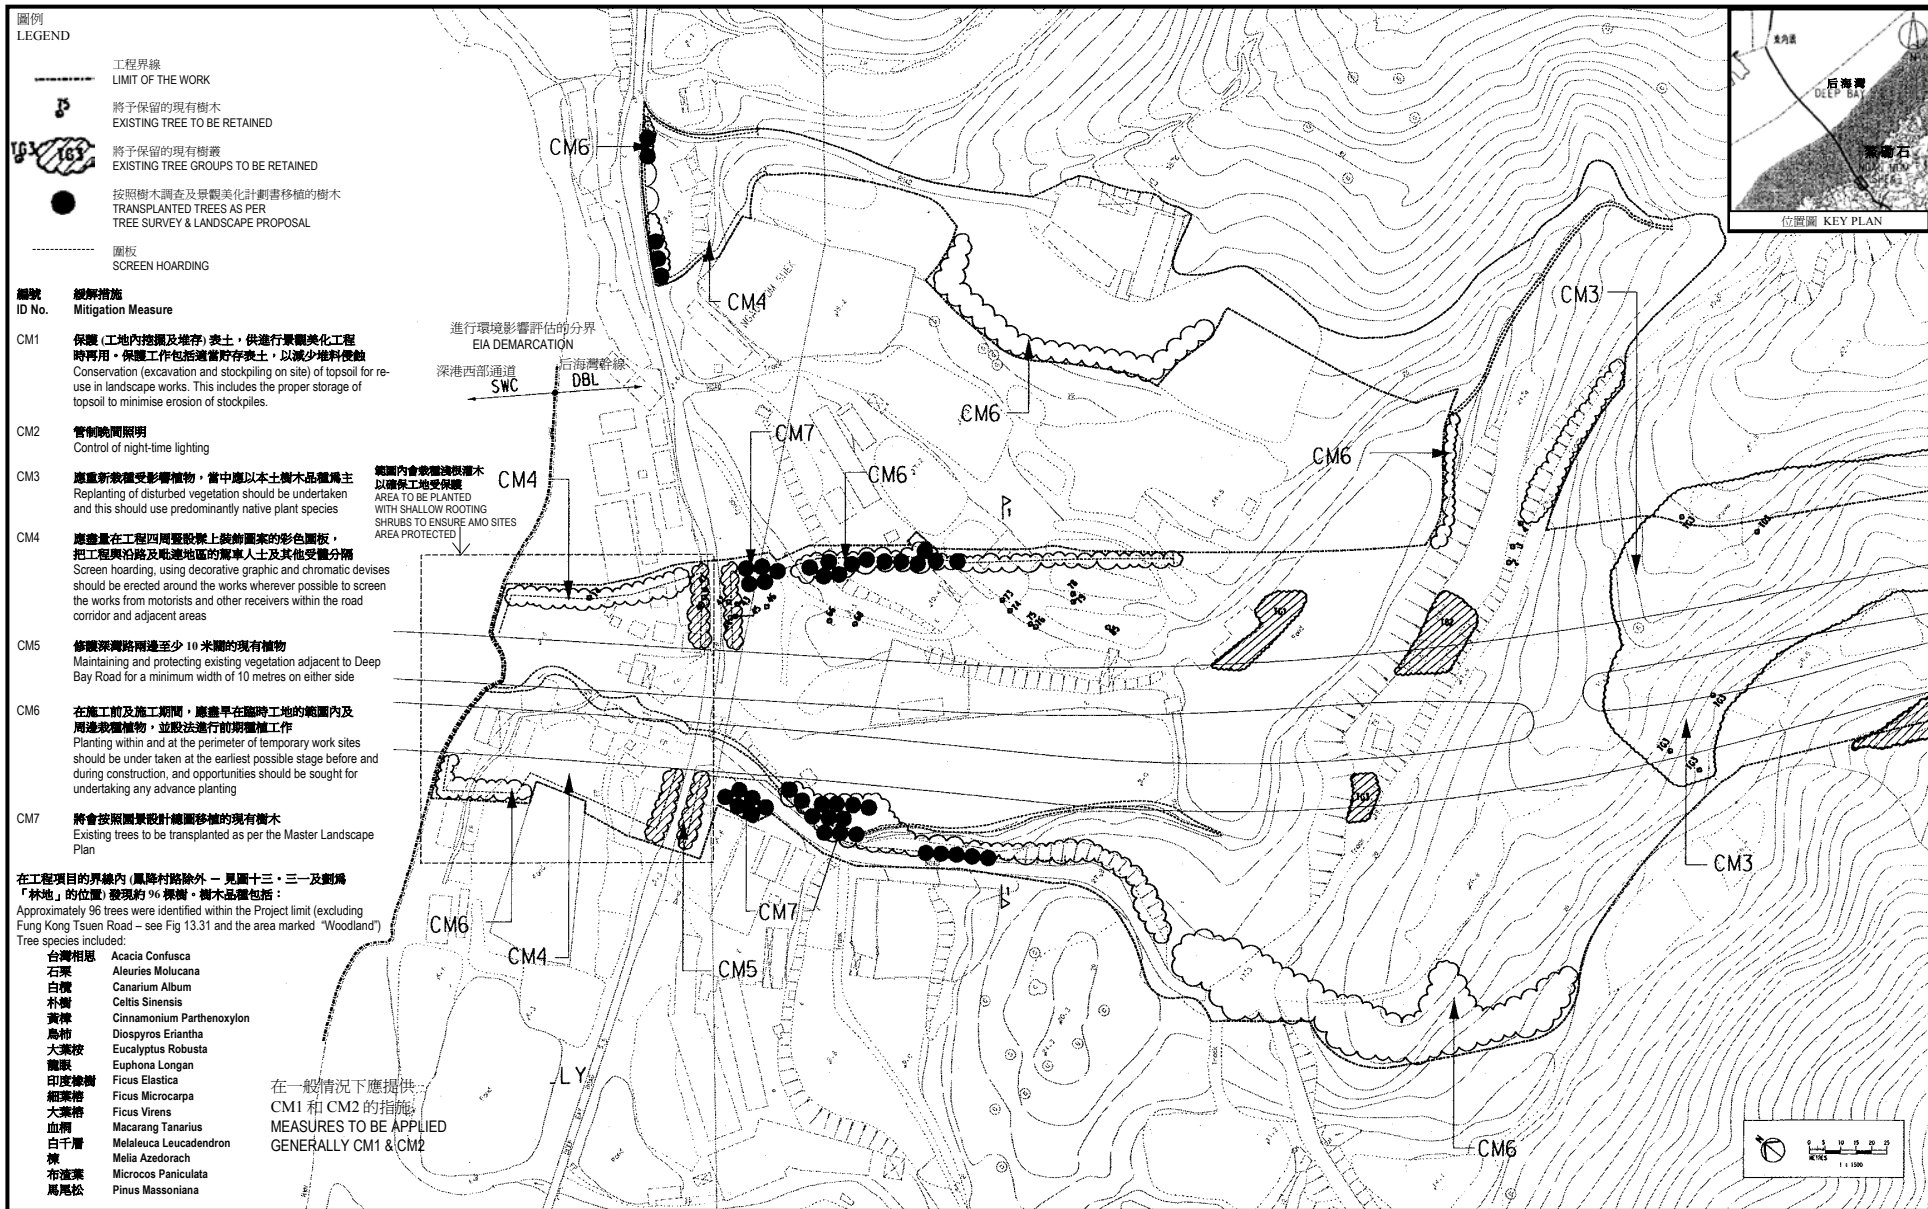 圖例
LEGEND
工程界線
LIMIT OF THE WORK
將予保留的現有樹木
EXISTING TREE TO BE RETAINED
TG3
將予保留的現有樹叢
EXISTING TREE GROUPS TO BE RETAINED
按照樹木調查及景觀美化計劃書移植的樹木
TRANSPLANTED TREES AS PER
TREE SURVEY & LANDSCAPE PROPOSAL
圍板
SCREEN HOARDING
編號 緩解措施
ID No. Mitigation Measure
CM1 保護 (工地內挖掘及堆存) 表土，供進行景觀美化工程
時再用。保護工作包括適當貯存表土，以減少堆料侵蝕
Conservation (excavation and stockpiling on site) of topsoil for re-
use in landscape works. This includes the proper storage of
topsoil to minimise erosion of stockpiles.
CM2 管制晚間照明
Control of night-time lighting
CM3 應重新栽種受影響植物，當中應以本土樹木品種為主
Replanting of disturbed vegetation should be undertaken
and this should use predominantly native plant species
CM4 應盡量在工程四周豎設髹上裝飾圖案的彩色圍板，
把工程與沿路及毗連地區的駕車人士及其他受體分隔
Screen hoarding, using decorative graphic and chromatic devises
should be erected around the works wherever possible to screen
the works from motorists and other receivers within the road
corridor and adjacent areas
CM5 修護深灣路兩邊至少 10 米闊的現有植物
Maintaining and protecting existing vegetation adjacent to Deep
Bay Road for a minimum width of 10 metres on either side
CM6 在施工前及施工期間，應盡早在臨時工地的範圍內及
周邊栽種植物，並設法進行前期種植工作
Planting within and at the perimeter of temporary work sites
should be under taken at the earliest possible stage before and
during construction, and opportunities should be sought for
undertaking any advance planting
CM7 將會按照園景設計總圖移植的現有樹木
Existing trees to be transplanted as per the Master Landscape
Plan
在工程項目的界線內 (鳳降村路除外 － 見圖十三．三一及劃為
「林地」的位置) 發現約 96 棵樹。樹木品種包括：
Approximately 96 trees were identified within the Project limit (excluding
Fung Kong Tsuen Road – see Fig 13.31 and the area marked “Woodland”)
Tree species included:
台灣相思 Acacia Confusca
石栗 Aleuries Molucana
白欖 Canarium Album
朴樹 Celtis Sinensis
黃樟 Cinnamonium Parthenoxylon
烏柿 Diospyros Eriantha
大葉桉 Eucalyptus Robusta
龍眼 Euphona Longan
印度橡樹 Ficus Elastica
細葉榕 Ficus Microcarpa
大葉榕 Ficus Virens
血桐 Macarang Tanarius
白千層 Melaleuca Leucadendron
楝 Melia Azedorach
布渣葉 Microcos Paniculata
馬尾松 Pinus Massoniana
在一般情況下應提供
CM1 和 CM2 的措施
MEASURES TO BE APPLIED
GENERALLY CM1 & CM2
進行環境影響評估的分界
EIA DEMARCATION
深港西部通道
后海灣幹線
SWC
DBL
範圍內會栽種淺根灌木
以確保工地受保護
AREA TO BE PLANTED
WITH SHALLOW ROOTING
SHRUBS TO ENSURE AMO SITES
AREA PROTECTED
CM6
CM4
CM3
CM6
CM7
CM6
CM6
CM4
CM3
CM7
CM6
CM4
CM5
CM6
LY
后海灣
DEEP BAY
位置圖 KEY PLAN
N
0 5 10 15 20 25
METRES
1 : 1500